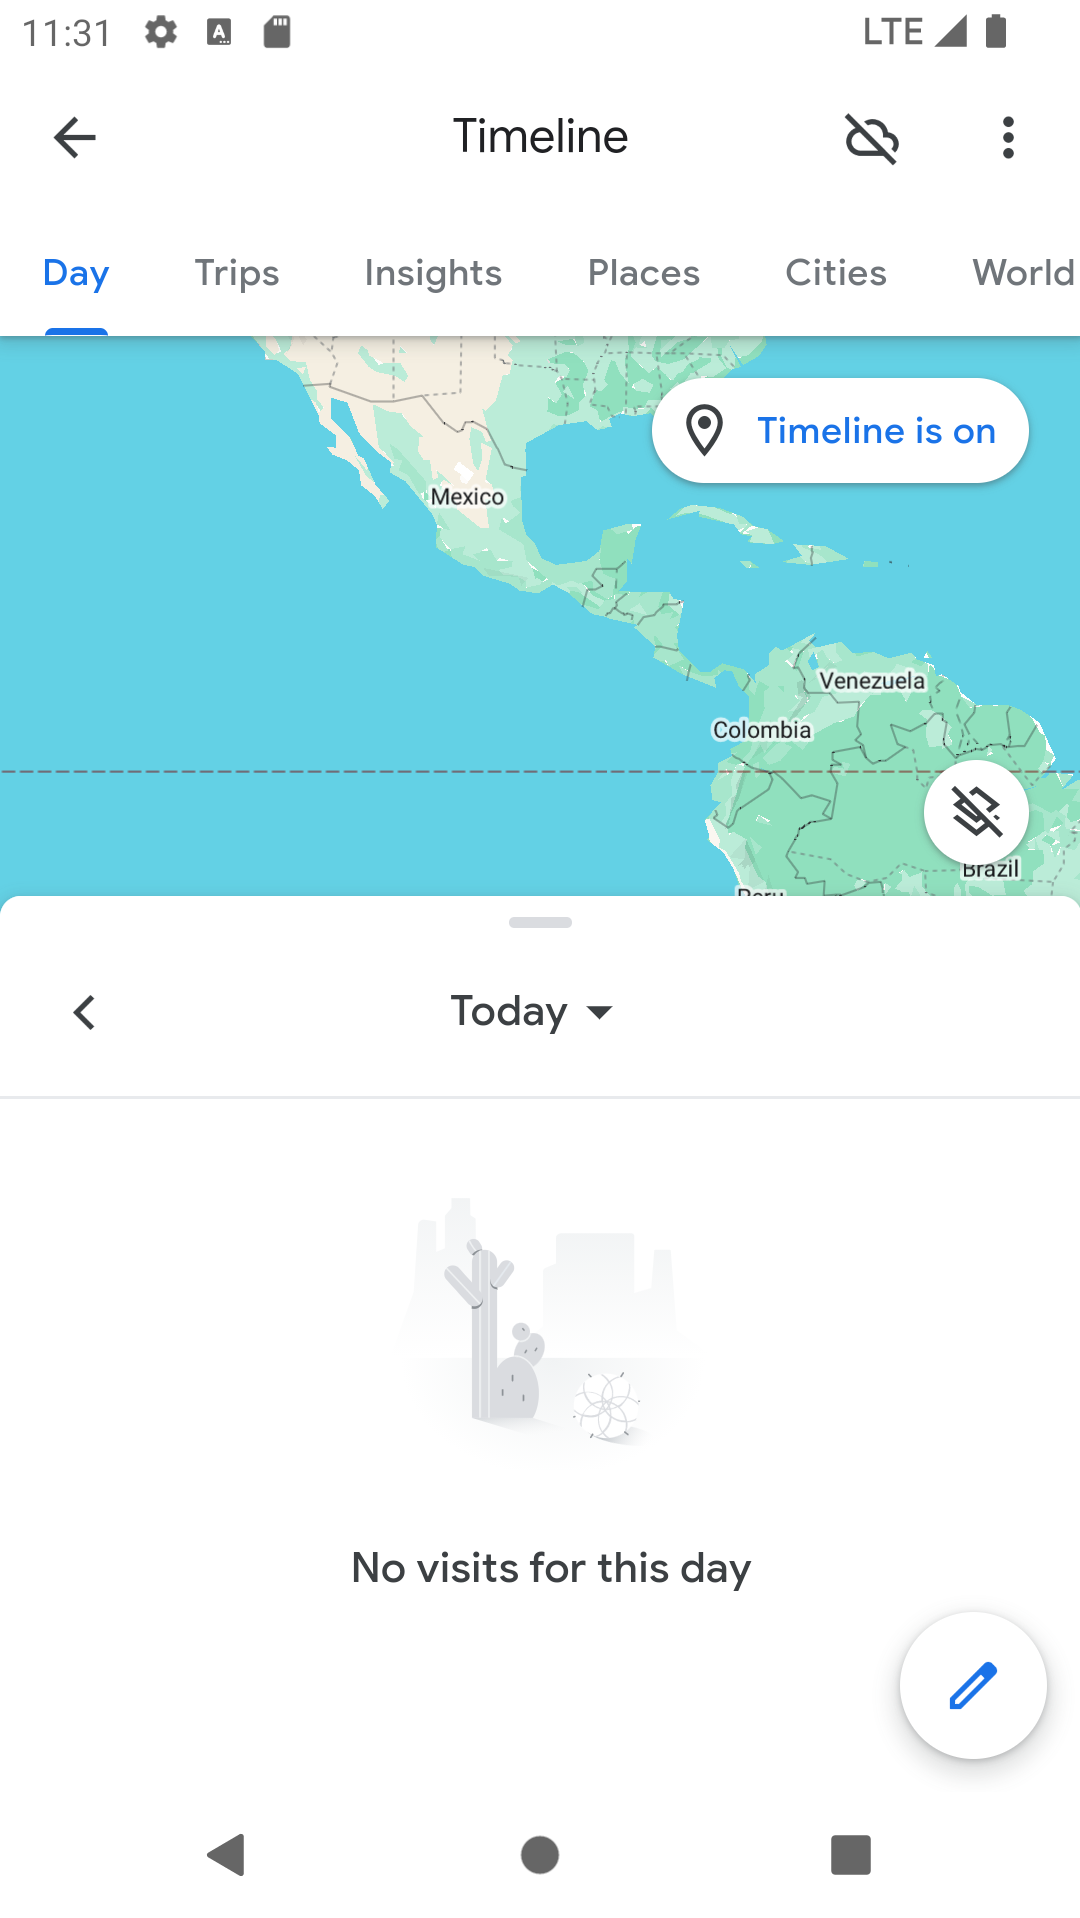 11:31
LTE
Timeline
Day Trips Insights Places Cities World
Timeline is on
Mexico
Venezuela
Colombia
Brazil
Peru
Today
No visits for this day